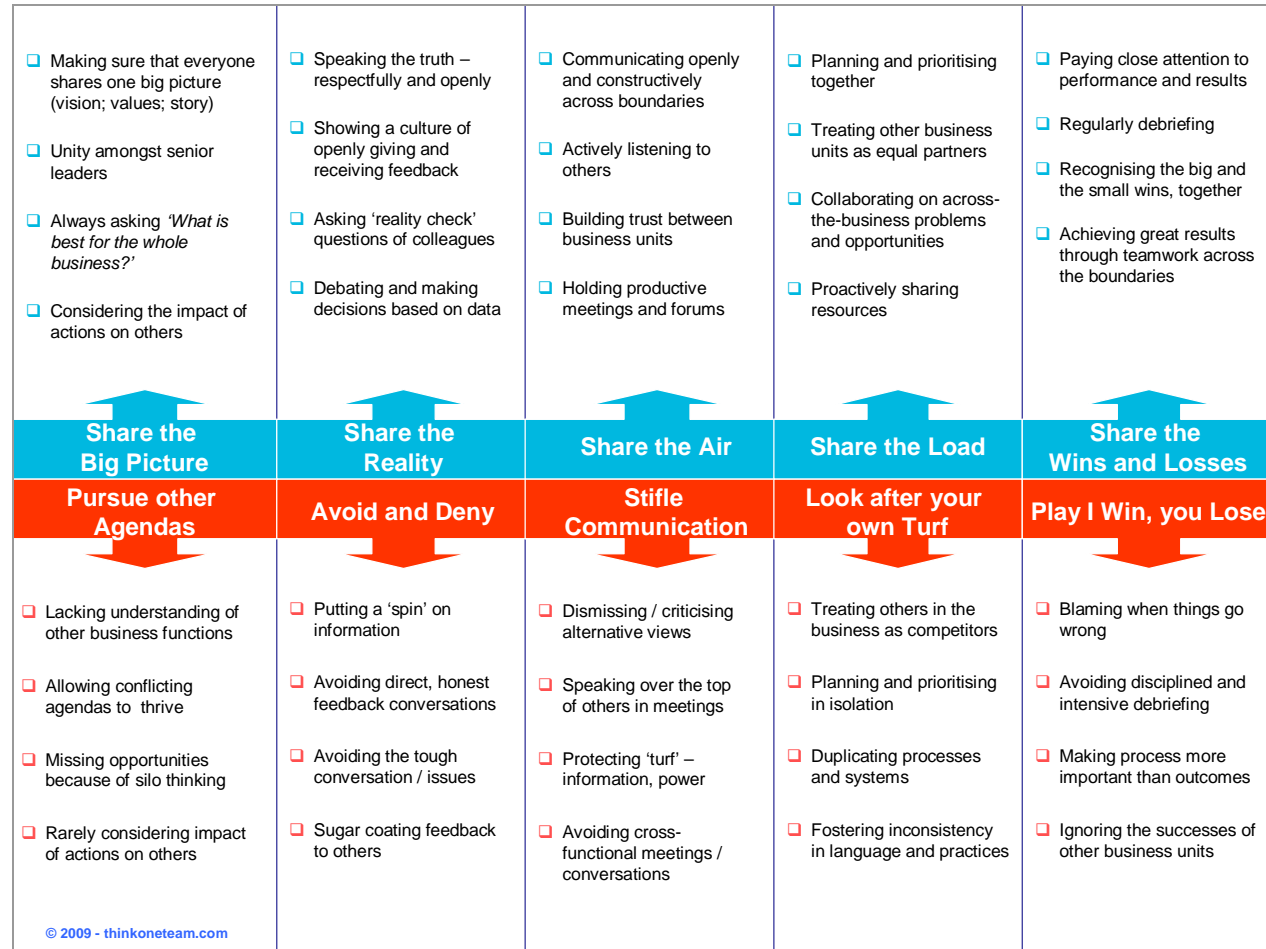 Making sure that everyone
shares one big picture
(vision; values; story)
Unity amongst senior
leaders
Always asking ‘What is
best for the whole
business?’
Considering the impact of
actions on others
Speaking the truth –
respectfully and openly
Showing a culture of
openly giving and
receiving feedback
Asking ‘reality check’
questions of colleagues
Debating and making
decisions based on data
Communicating openly
and constructively
across boundaries
Actively listening to
others
Building trust between
business units
Holding productive
meetings and forums
Planning and prioritising
together
Treating other business
units as equal partners
Collaborating on across-
the-business problems
and opportunities
Proactively sharing
resources
Paying close attention to
performance and results
Regularly debriefing
Recognising the big and
the small wins, together
Achieving great results
through teamwork across
the boundaries
Share the
Big Picture
Share the
Reality
Share the Air
Share the Load
Share the
Wins and Losses
Pursue other
Agendas
Avoid and Deny
Stifle
Communication
Look after your
own Turf
Play I Win, you Lose
Lacking understanding of
other business functions
Allowing conflicting
agendas to thrive
Missing opportunities
because of silo thinking
Rarely considering impact
of actions on others
Putting a ‘spin’ on
information
Avoiding direct, honest
feedback conversations
Avoiding the tough
conversation / issues
Sugar coating feedback
to others
Dismissing / criticising
alternative views
Speaking over the top
of others in meetings
Protecting ‘turf’ –
information, power
Avoiding cross-
functional meetings /
conversations
Treating others in the
business as competitors
Planning and prioritising
in isolation
Duplicating processes
and systems
Fostering inconsistency
in language and practices
Blaming when things go
wrong
Avoiding disciplined and
intensive debriefing
Making process more
important than outcomes
Ignoring the successes of
other business units
© 2009 - thinkoneteam.com